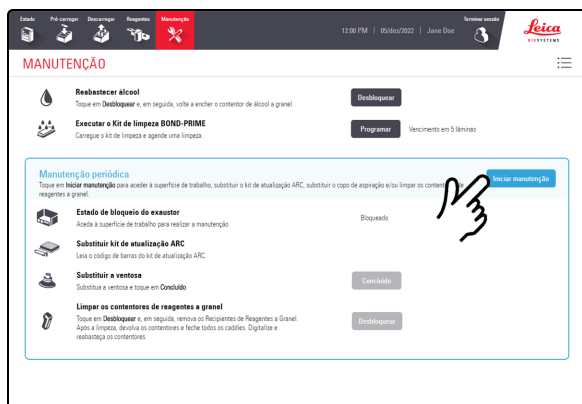 Estado Pré-carregar Descarregar Reagentes Manutenção
12:00 PM | 05/dez/2022 | Jane Doe
Terminar sessão
Leica
BIOSYSTEMS
MANUTENÇÃO
Reabastecer álcool
Toque em Desbloquear e, em seguida, volte a encher o contentor de álcool a granel.
Desbloquear
Executar o Kit de limpeza BOND-PRIME
Carregue o kit de limpeza e agende uma limpeza.
Programar
Vencimento em 5 lâminas
Manutenção periódica
Toque em Iniciar manutenção para aceder à superfície de trabalho, substituir o kit de atualização ARC, substituir o copo de aspiração e/ou limpar os conten de
reagentes a granel.
Iniciar manutenção
Estado de bloqueio do exaustor
Aceda à superfície de trabalho para realizar a manutenção.
Bloqueado
Substituir kit de atualização ARC
Leia o código de barras do kit de atualização ARC.
Substituir a ventosa
Substitua a ventosa e toque em Concluído
Concluído
Limpar os contentores de reagentes a granel
Toque em Desbloquear e, em seguida, remova os Recipientes de Reagentes a Granel.
Após a limpeza, devolva os contentores e feche todos os caddies. Digitalize e
reabasteça os contentores.
Desbloquear